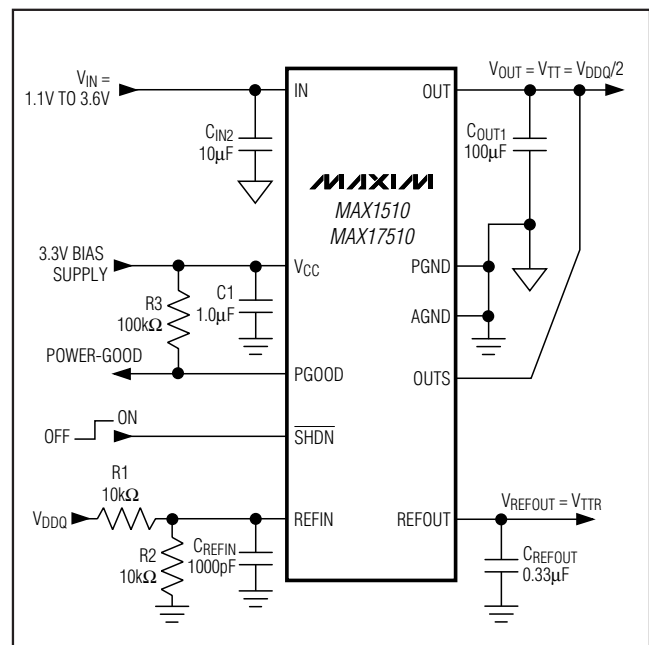 V_IN =
1.1V TO 3.6V
IN
OUT
V_OUT = V_TT = V_DDQ/2
C_IN2
10µF
C_OUT1
100µF
MAXIM
MAX1510
MAX17510
3.3V BIAS
SUPPLY
V_CC
PGND
R3
100kΩ
C1
1.0µF
AGND
POWER-GOOD
PGOOD
OUTS
OFF
ON
SHDN
R1
10kΩ
V_DDQ
REFIN
REFOUT
V_REFOUT = V_TTR
R2
10kΩ
C_REFIN
1000pF
C_REFOUT
0.33µF